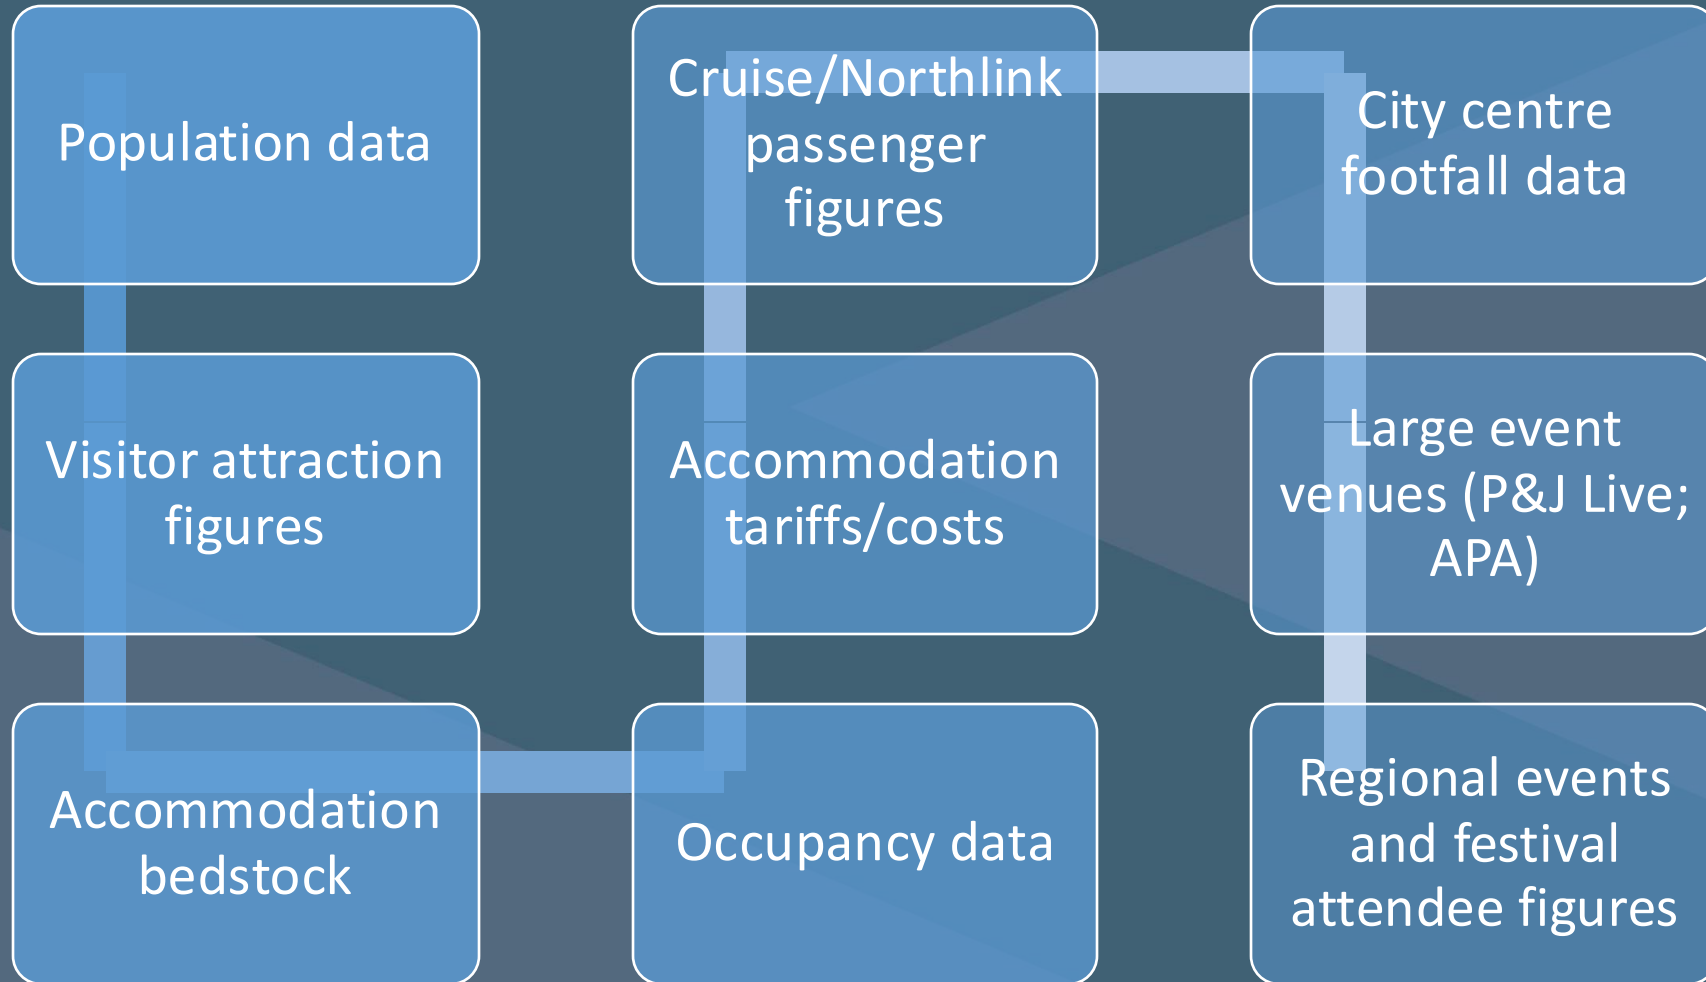 Population data
Visitor attraction
figures
Accommodation
bedstock
Occupancy data
Accommodation
tariffs/costs
Cruise/Northlink
passenger
figures
City centre
footfall data
Large event
venues (P&J Live;
APA)
Regional events
and festival
attendee figures